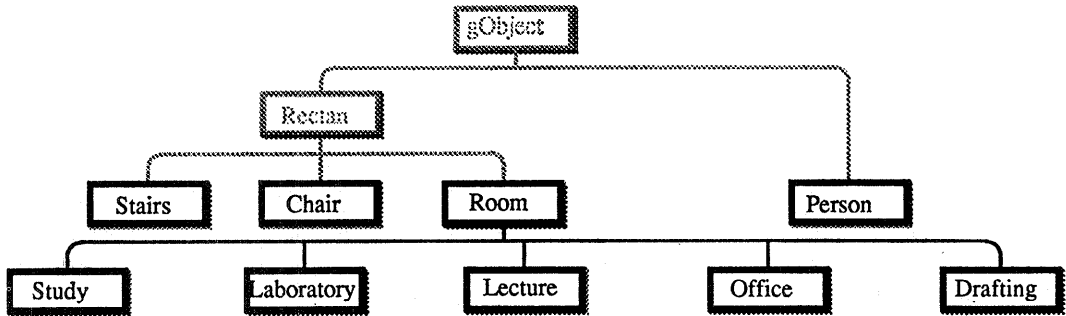 gObject
Rectan
Stairs
Chair
Room
Person
Study
Laboratory
Lecture
Office
Drafting